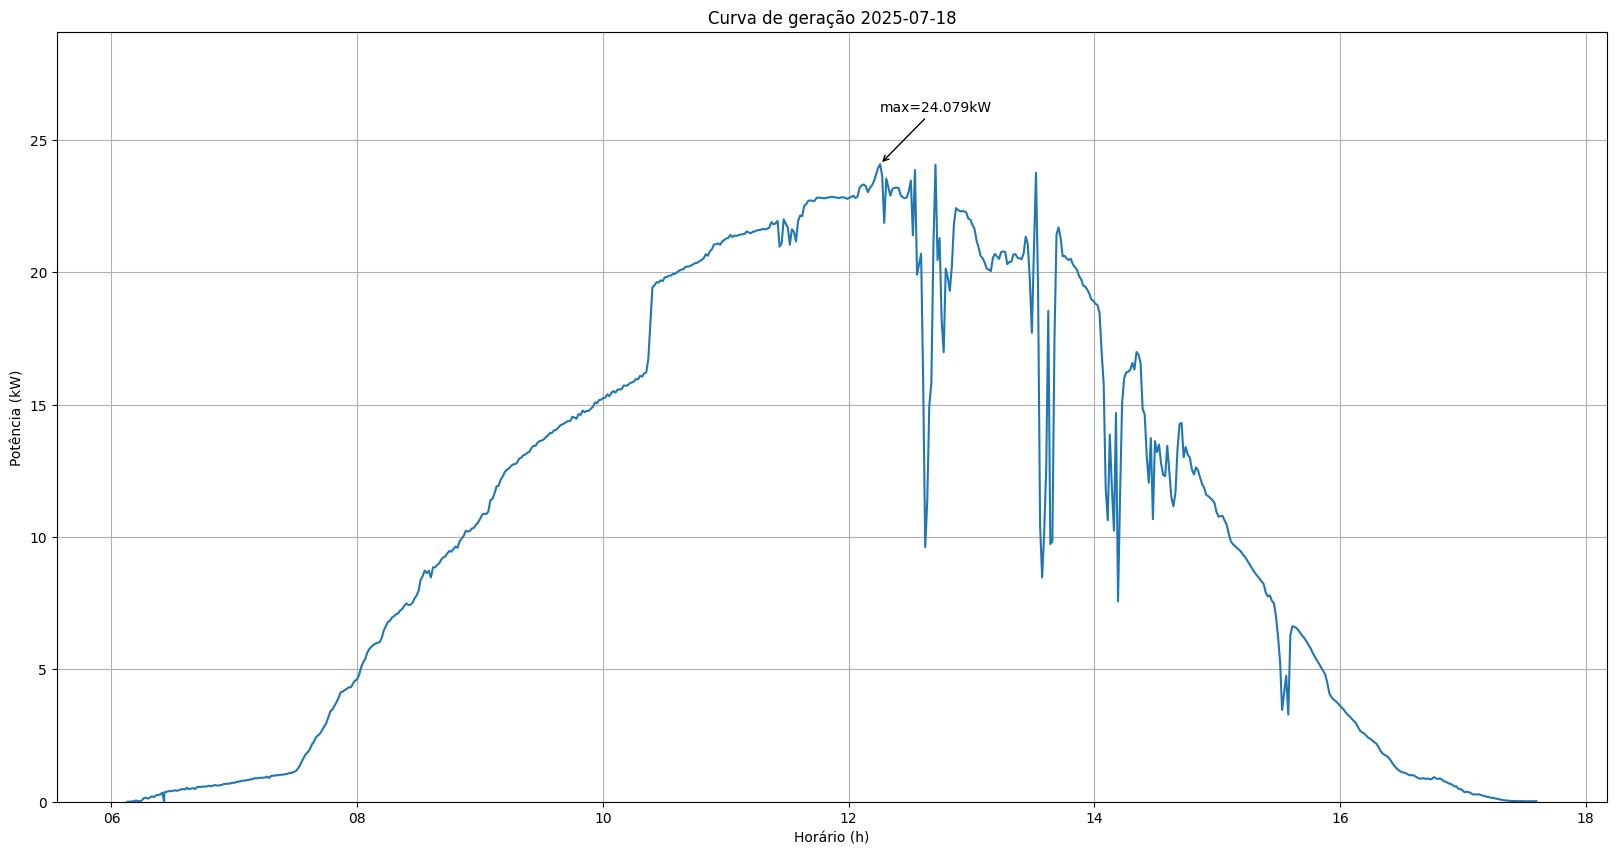 Curva de geração 2025-07-18
max=24.079kW
25
20
15
10
5
0
Potência (kW)
06 08 10 12 14 16 18
Horário (h)